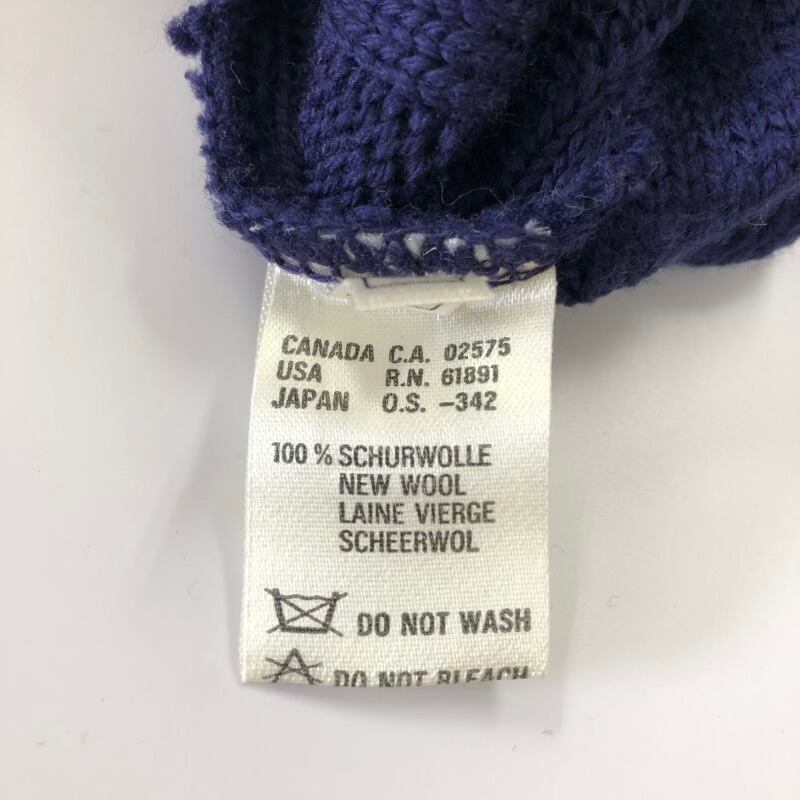 CANADA C.A. 02575
USA R.N. 61891
JAPAN O.S. -342
100 % SCHURWOLLE
NEW WOOL
LAINE VIERGE
SCHEERWOL
DO NOT WASH
DO NOT BLEACH